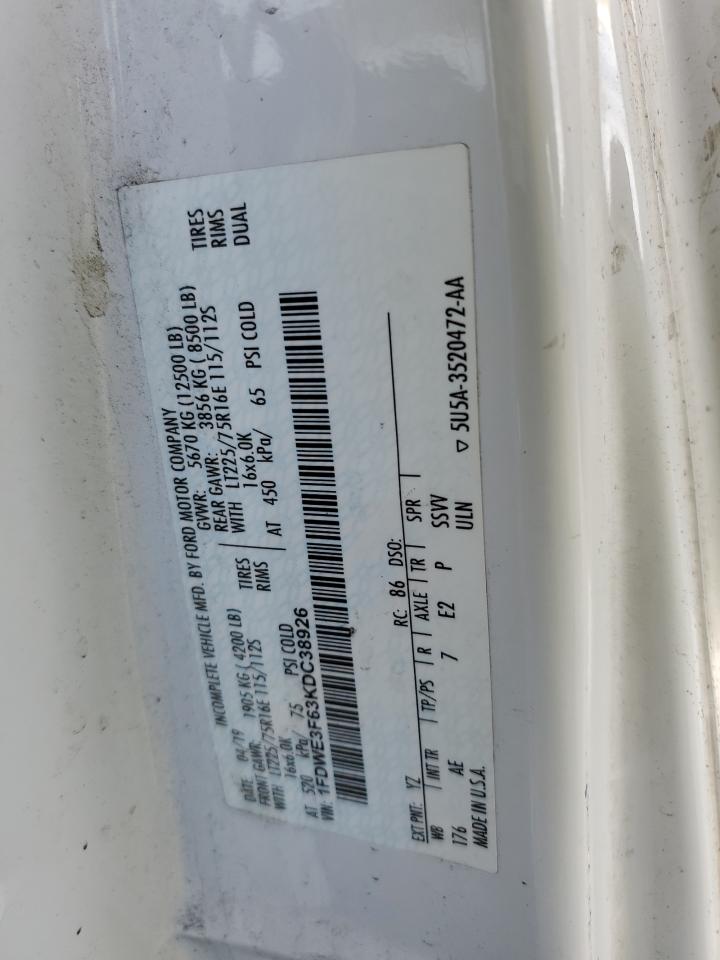 INCOMPLETE VEHICLE MFD. BY FORD MOTOR COMPANY
DATE: 04/19 GVWR: 5670 KG (12500 LB)
FRONT GAWR: 1905 KG (4200 LB) REAR GAWR: 3856 KG ( 8500 LB)
WITH LT225/75R16E 115/112S TIRES WITH LT225/75R16E 115/112S TIRES
16x6.0K RIMS 16x6.0K RIMS
AT 520 kPa/ 75 PSI COLD AT 450 kPa/ 65 PSI COLD DUAL
VIN: 1FDWE3F63KDC38926
EXT PNT: YZ RC: 86 DSO:
WB INT TR TP/PS R AXLE TR SPR
176 AE 7 E2 P SSVV
MADE IN U.S.A. ULN
▽ 5U5A-3520472-AA